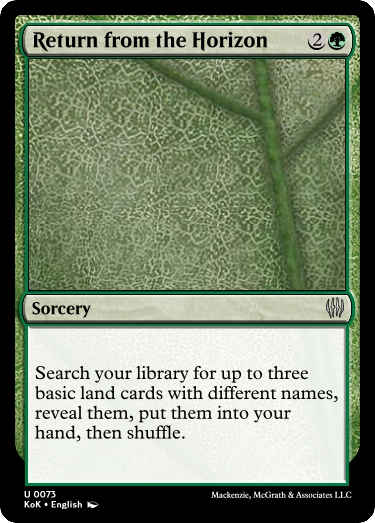 Return from the Horizon 2
Sorcery
Search your library for up to three
basic land cards with different names,
reveal them, put them into your
hand, then shuffle.
U 0073
KoK • English
Mackenzie, McGrath & Associates LLC